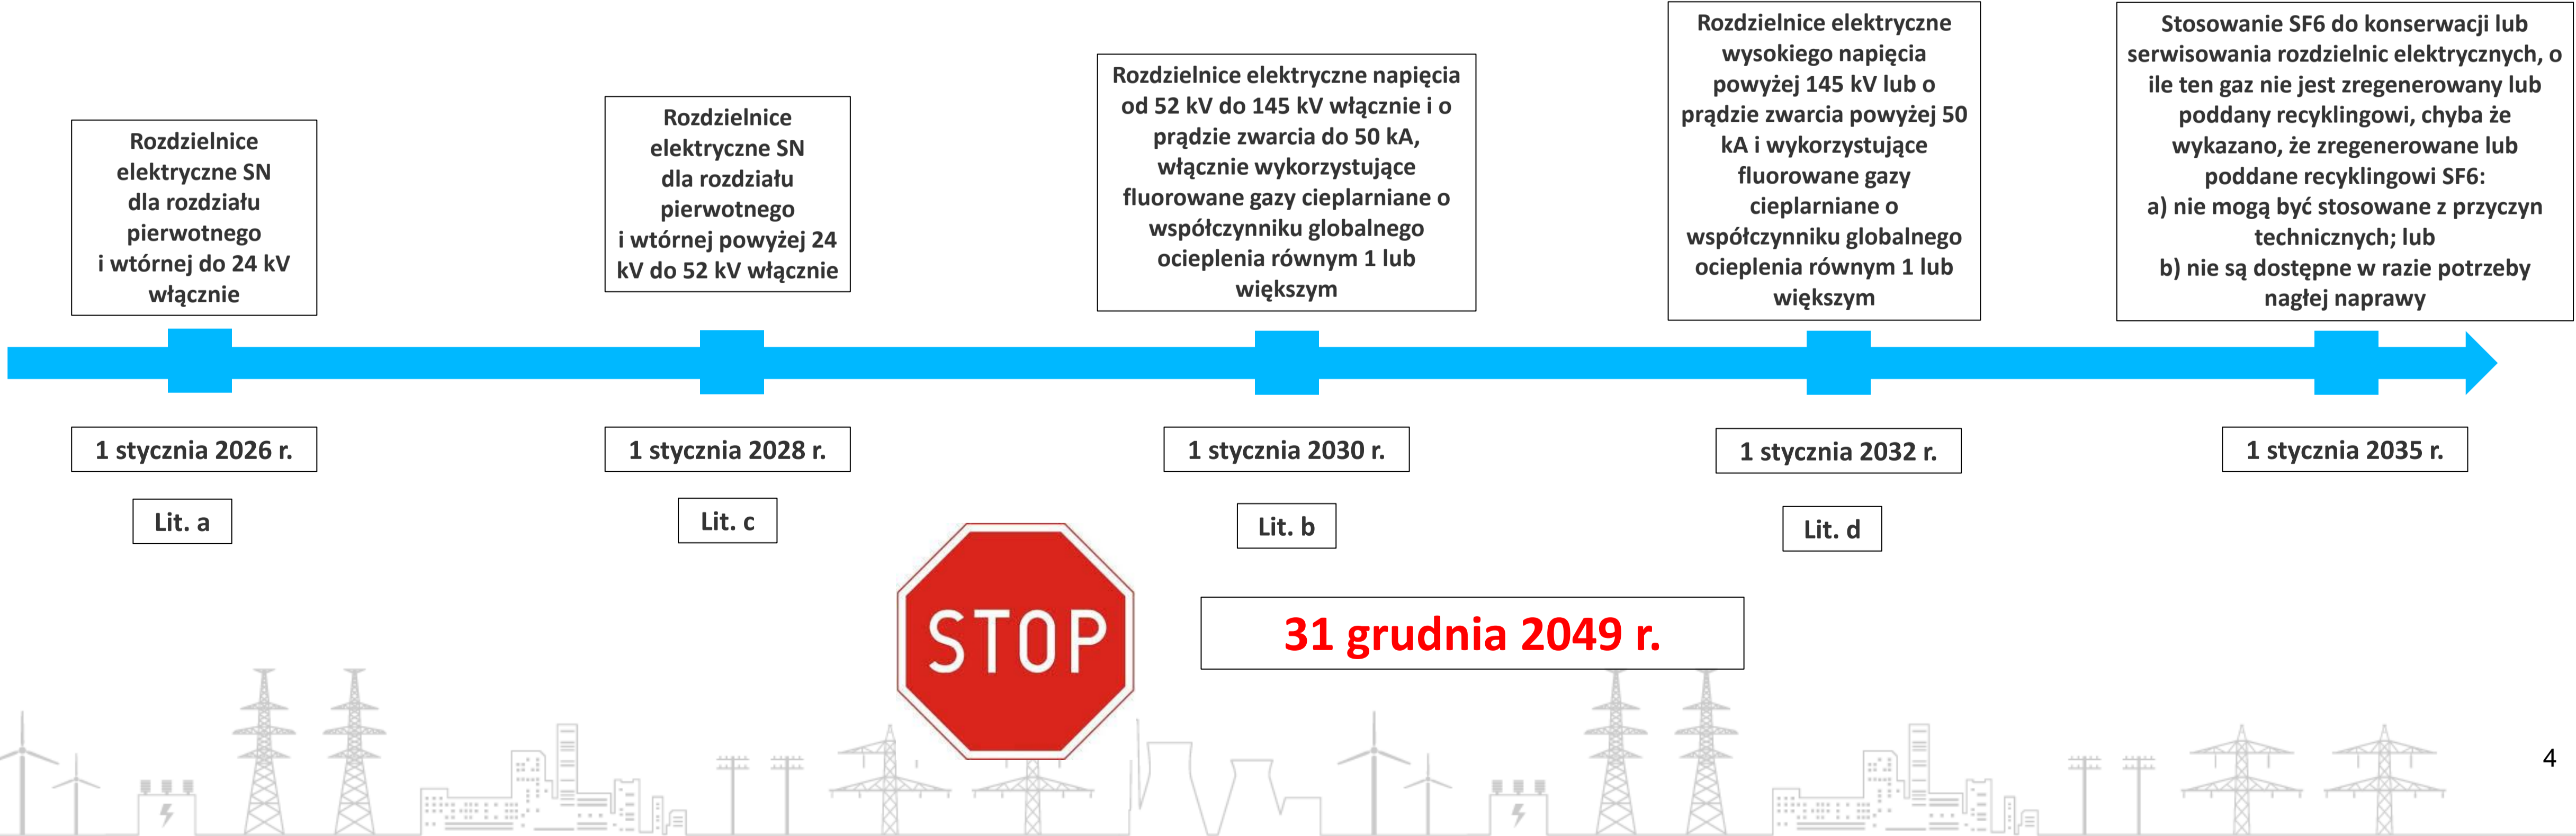 Rozdzielnice
elektryczne SN
dla rozdziału
pierwotnego
i wtórnej do 24 kV
włącznie
Rozdzielnice
elektryczne SN
dla rozdziału
pierwotnego
i wtórnej powyżej 24
kV do 52 kV włącznie
Rozdzielnice elektryczne napięcia
od 52 kV do 145 kV włącznie i o
prądzie zwarcia do 50 kA,
włącznie wykorzystujące
fluorowane gazy cieplarniane o
współczynniku globalnego
ocieplenia równym 1 lub
większym
Rozdzielnice elektryczne
wysokiego napięcia
powyżej 145 kV lub o
prądzie zwarcia powyżej 50
kA i wykorzystujące
fluorowane gazy
cieplarniane o
współczynniku globalnego
ocieplenia równym 1 lub
większym
Stosowanie SF6 do konserwacji lub
serwisowania rozdzielnic elektrycznych, o
ile ten gaz nie jest zregenerowany lub
poddany recyklingowi, chyba że
wykazano, że zregenerowane lub
poddane recyklingowi SF6:
a) nie mogą być stosowane z przyczyn
technicznych; lub
b) nie są dostępne w razie potrzeby
nagłej naprawy
1 stycznia 2026 r.
1 stycznia 2028 r.
1 stycznia 2030 r.
1 stycznia 2032 r.
1 stycznia 2035 r.
Lit. a
Lit. c
Lit. b
Lit. d
STOP
31 grudnia 2049 r.
4